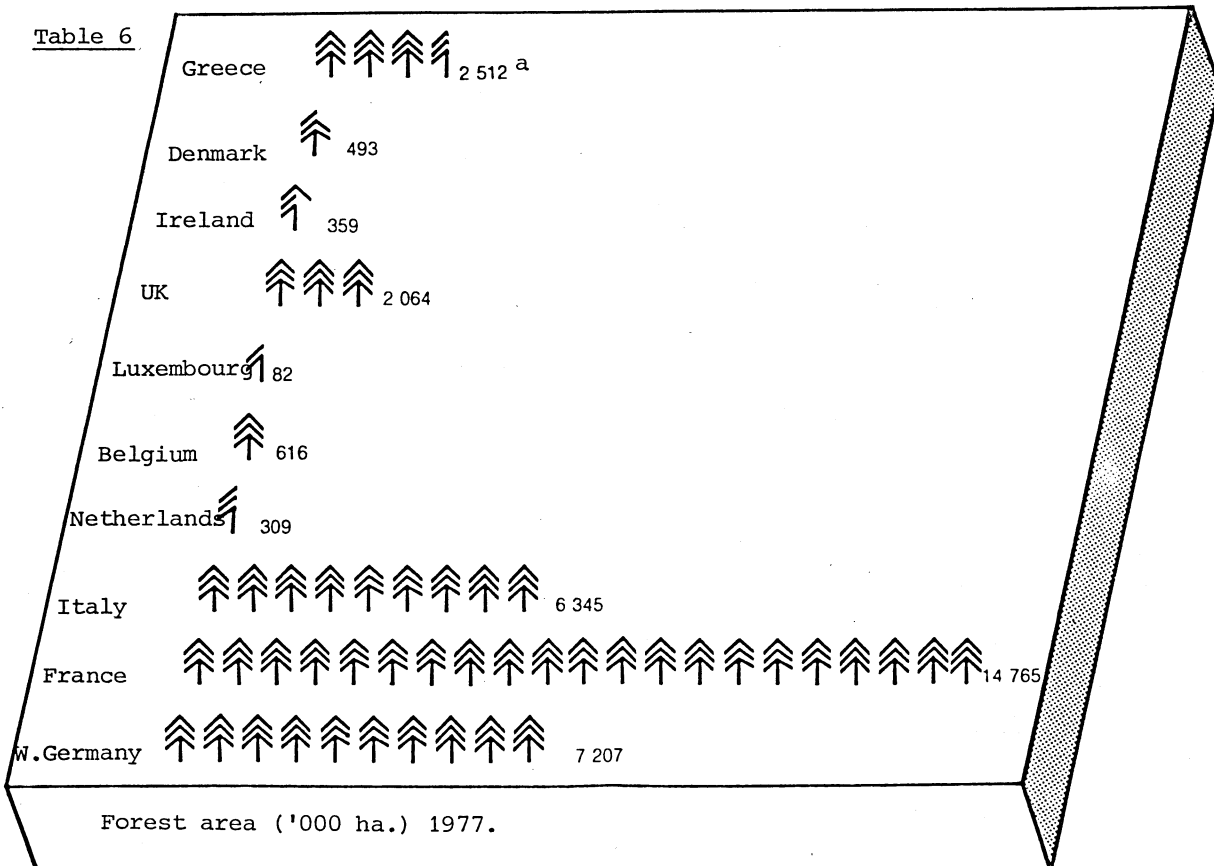 Table 6
Greece 2 512 a
Denmark 493
Ireland 359
UK 2 064
Luxembourg 82
Belgium 616
Netherlands 309
Italy 6 345
France 14 765
W.Germany 7 207
Forest area ('000 ha.) 1977.